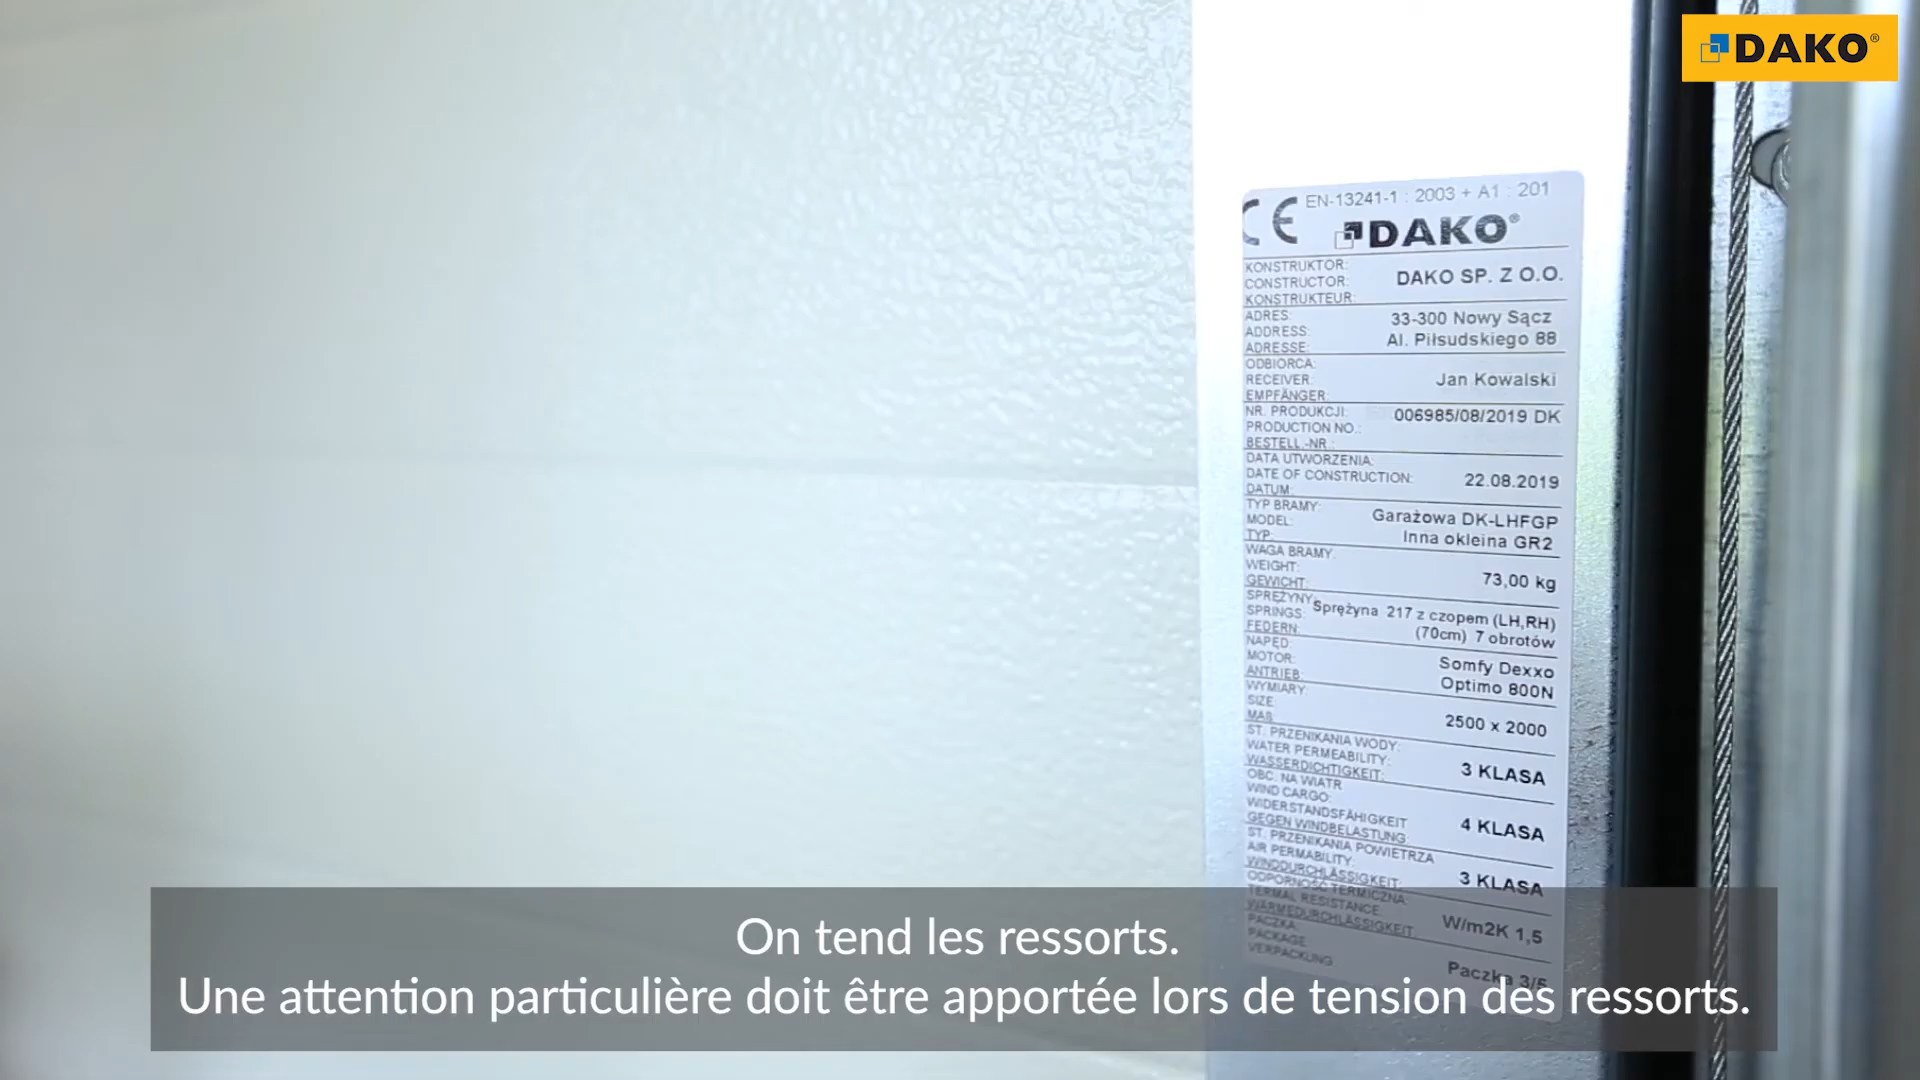 DAKO®
EN-13241-1 : 2003 + A1 : 201
CE DAKO®
KONSTRUKTOR:
CONSTRUCTOR: DAKO SP. Z O.O.
KONSTRUKTEUR:
ADRES: 33-300 Nowy Sącz
ADDRESS: Al. Piłsudskiego 88
ADRESSE:
ODBIORCA:
RECEIVER: Jan Kowalski
EMPFÄNGER:
NR. PRODUKCJI: 006985/08/2019 DK
PRODUCTION NO.:
BESTELL.-NR.:
DATA UTWORZENIA:
DATE OF CONSTRUCTION: 22.08.2019
DATUM:
TYP BRAMY: Garażowa DK-LHFGP
MODEL: Inna okleina GR2
TYP:
WAGA BRAMY:
WEIGHT: 73,00 kg
GEWICHT:
SPRĘŻYNY: Sprężyna 217 z czopem (LH,RH)
SPRINGS: (70cm) 7 obrotów
FEDERN:
NAPĘD:
MOTOR: Somfy Dexxo
ANTRIEB: Optimo 800N
WYMIARY:
SIZE: 2500 x 2000
MAß:
ST. PRZENIKANIA WODY:
WATER PERMEABILITY: 3 KLASA
WASSERDICHTIGKEIT:
OBC. NA WIATR
WIND CARGO:
WIDERSTANDSFÄHIGKEIT 4 KLASA
GEGEN WINDBELASTUNG:
ST. PRZENIKANIA POWIETRZA
AIR PERMABILITY: 3 KLASA
WINDDURCHLÄSSIGKEIT:
ODPORNOŚĆ TERMICZNA:
TERMAL RESISTANCE: W/m2K 1,5
WÄRMEDURCHLÄSSIGKEIT:
PACZKA:
PACKAGE: Paczka 3/5
VERPACKUNG
On tend les ressorts.
Une attention particulière doit être apportée lors de tension des ressorts.